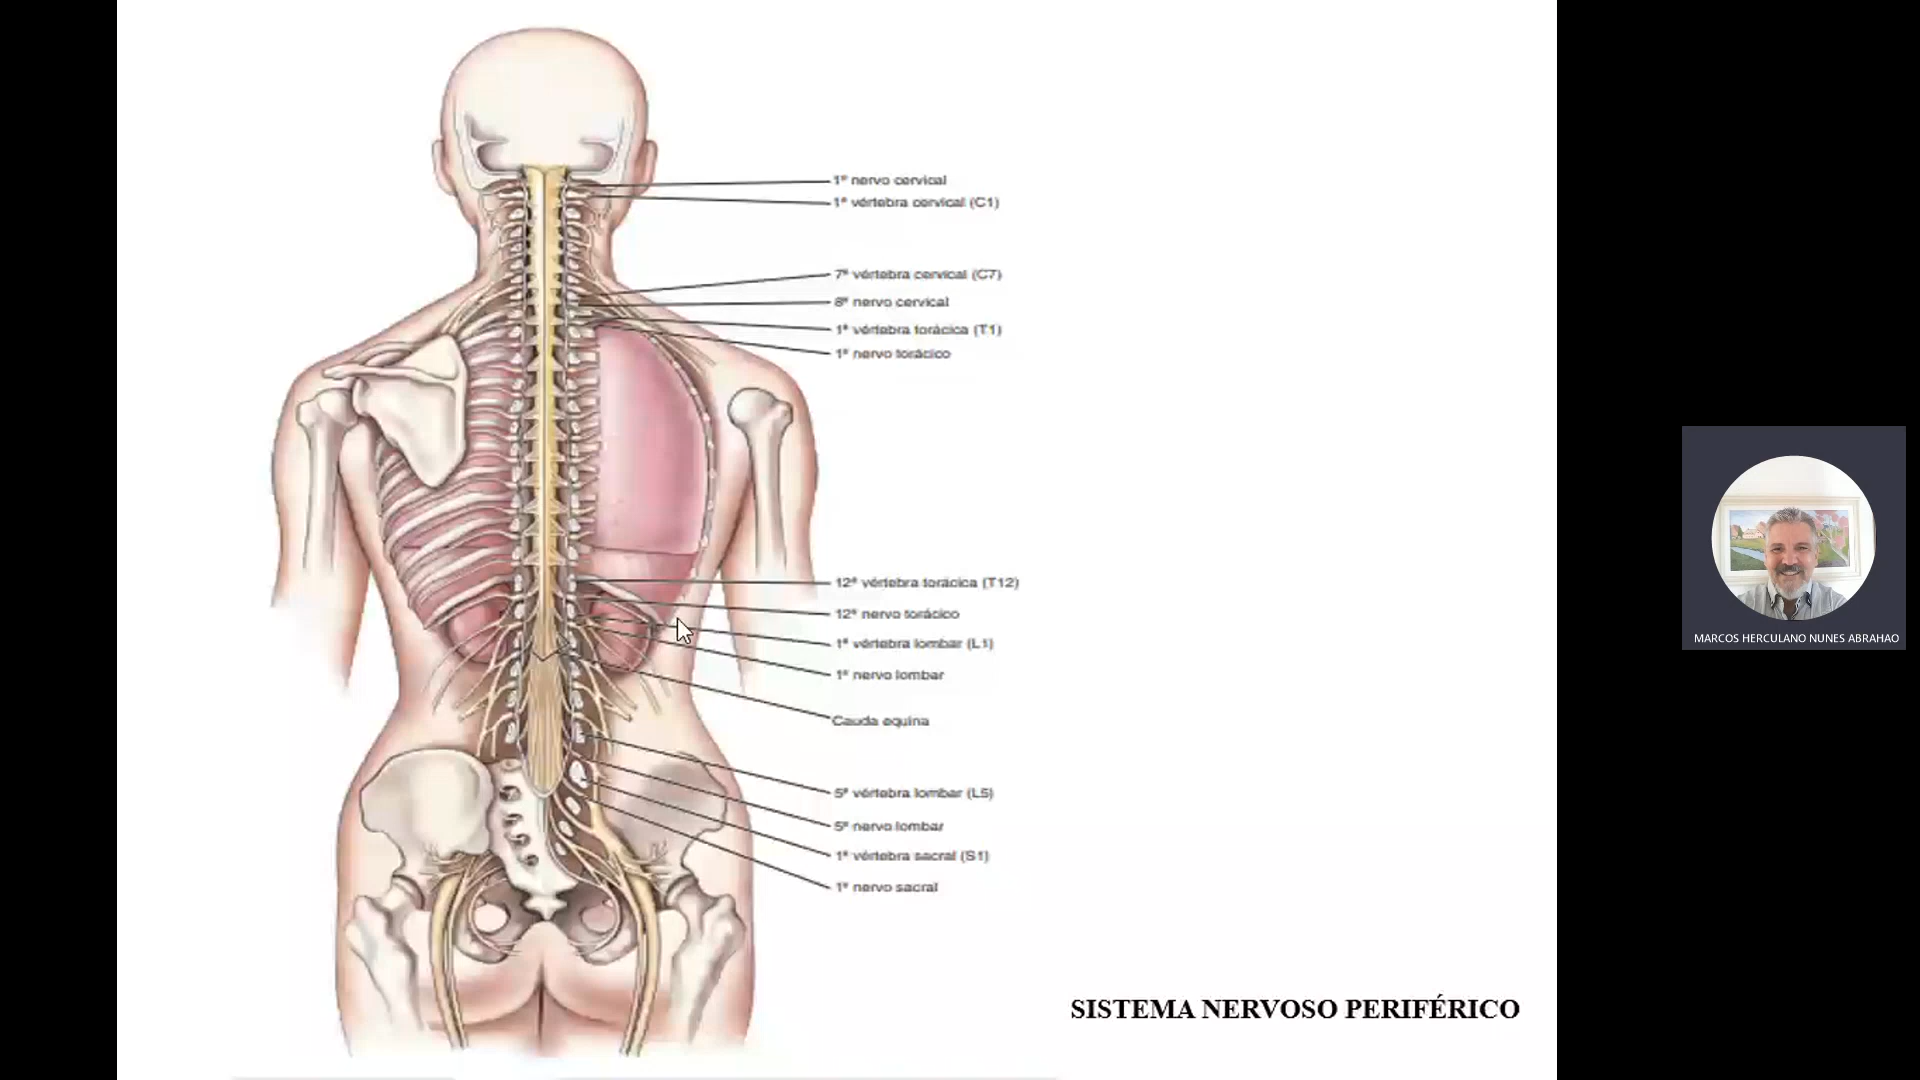 1º nervo cervical
1ª vértebra cervical (C1)
7ª vértebra cervical (C7)
8º nervo cervical
1ª vértebra torácica (T1)
1º nervo torácico
12ª vértebra torácica (T12)
12º nervo torácico
1ª vértebra lombar (L1)
1º nervo lombar
Cauda equina
5ª vértebra lombar (L5)
5º nervo lombar
1ª vértebra sacral (S1)
1º nervo sacral
SISTEMA NERVOSO PERIFÉRICO
MARCOS HERCULANO NUNES ABRAHAO